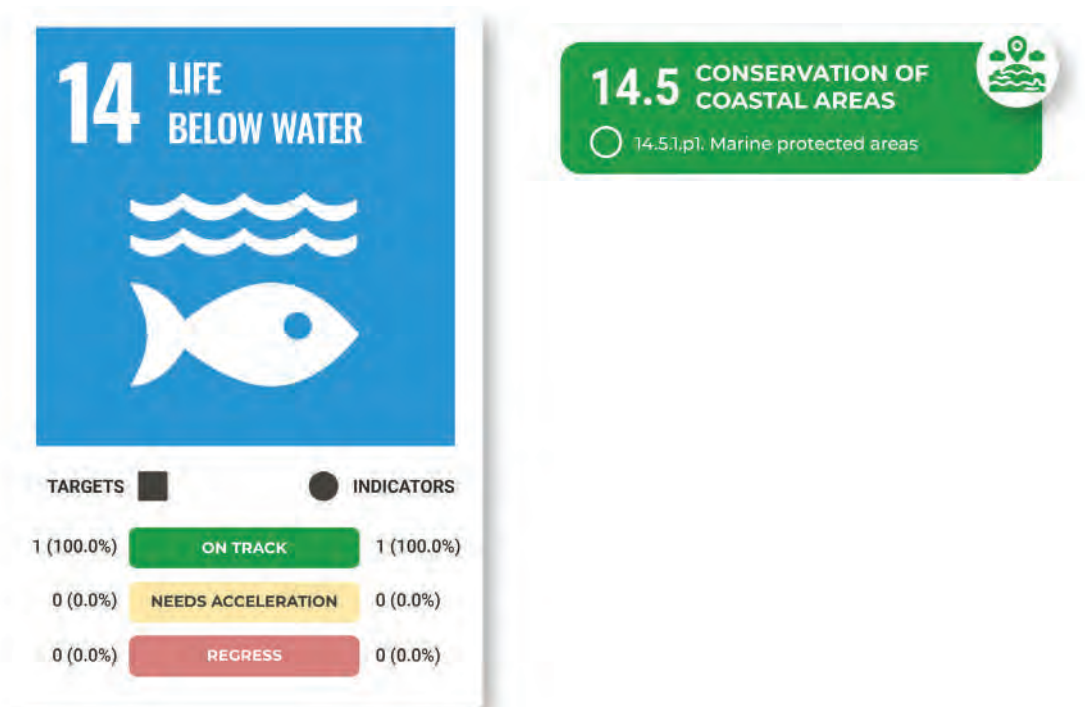 14 LIFE
BELOW WATER
TARGETS INDICATORS
1 (100.0%) ON TRACK 1 (100.0%)
0 (0.0%) NEEDS ACCELERATION 0 (0.0%)
0 (0.0%) REGRESS 0 (0.0%)
14.5 CONSERVATION OF
COASTAL AREAS
14.5.1.p1. Marine protected areas